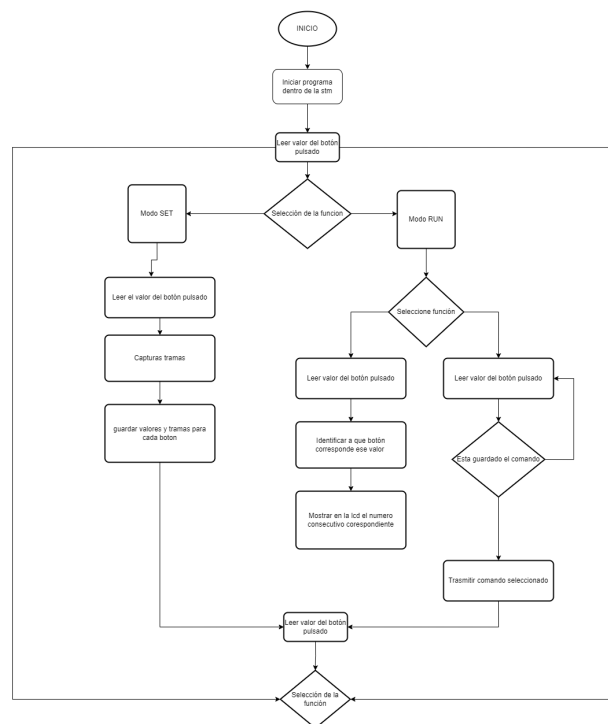 INICIO
Iniciar programa
dentro de la stm
Leer valor del botón
pulsado
Selección de la funcion
Modo SET
Modo RUN
Leer el valor del botón pulsado
Seleccione función
Capturas tramas
Leer valor del botón pulsado
Leer valor del botón pulsado
guardar valores y tramas para
cada boton
Identificar a que botón
corresponde ese valor
Esta guardado el comando
Mostrar en la lcd el numero
consecutivo corespondiente
Trasmitir comando seleccionado
Leer valor del botón
pulsado
Selección de la
función